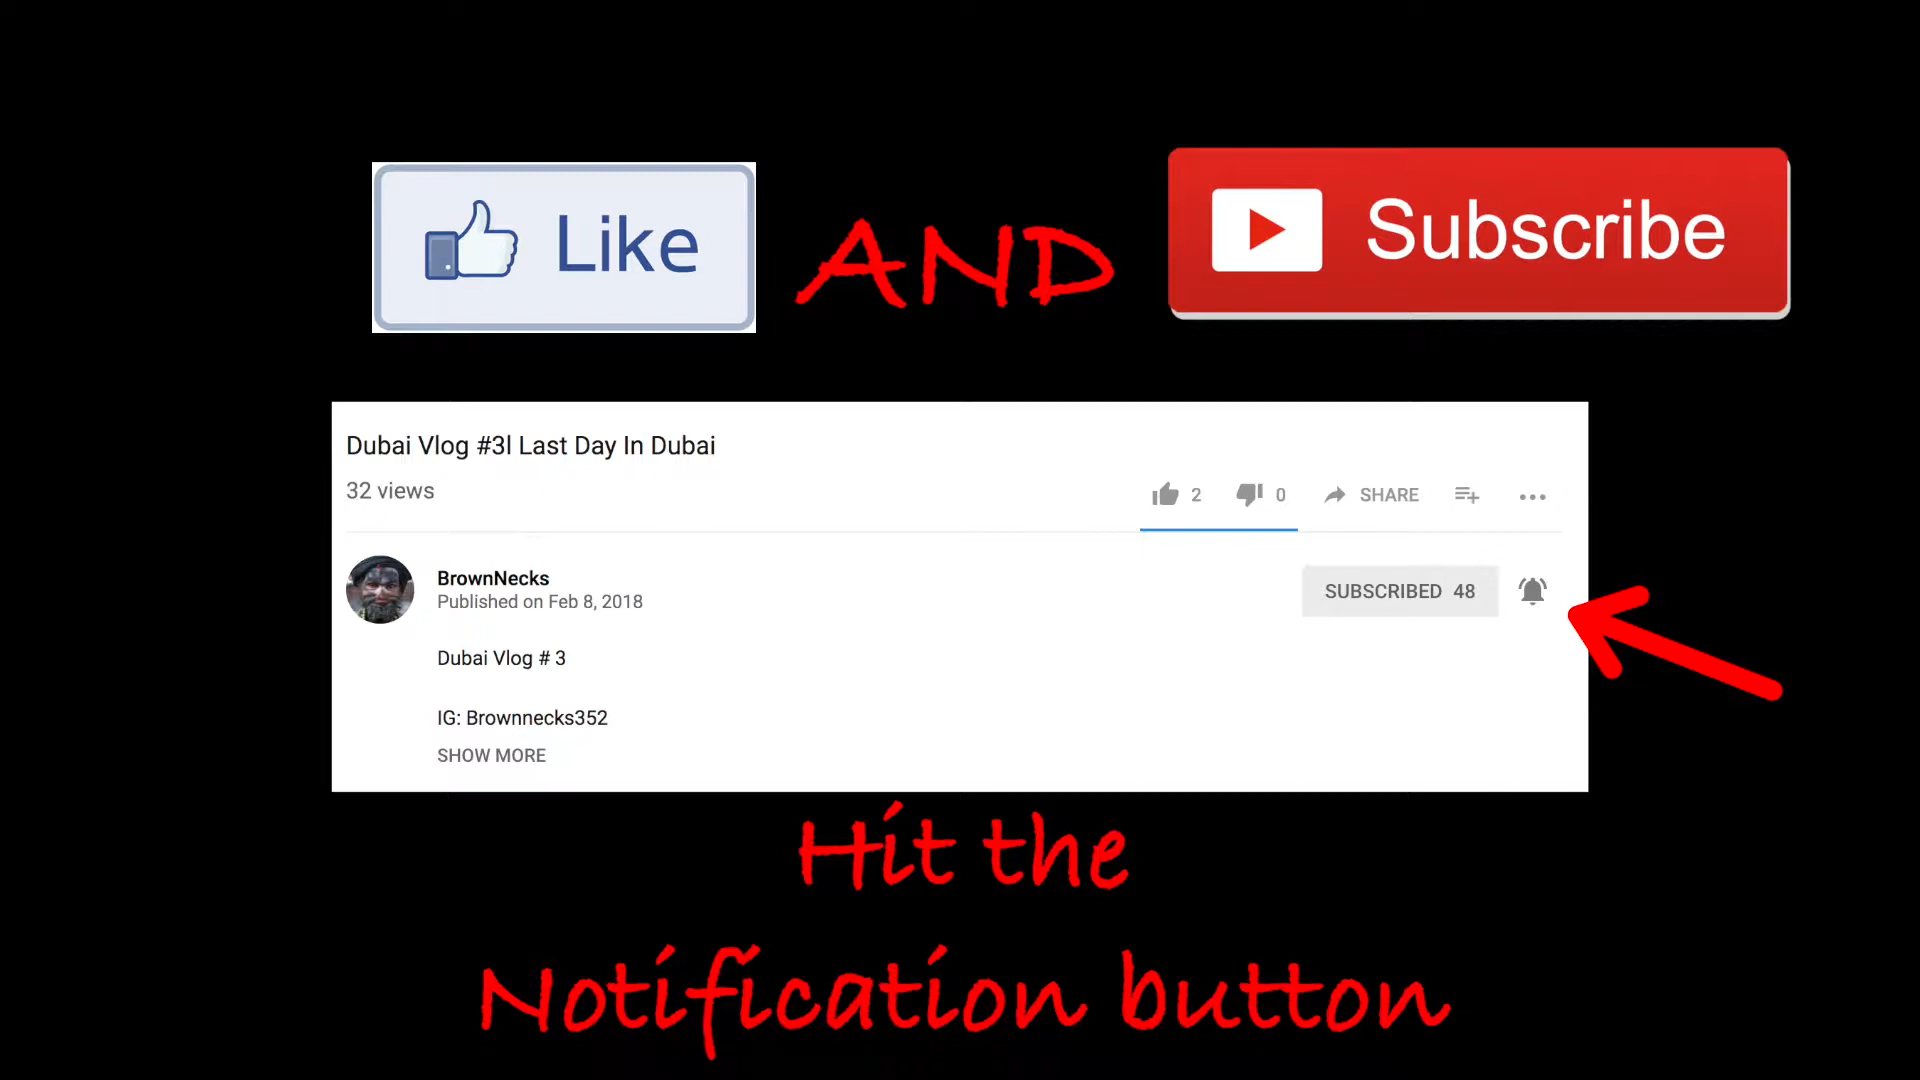 Like AND Subscribe
Dubai Vlog #3l Last Day In Dubai
32 views
2 0 SHARE
BrownNecks
Published on Feb 8, 2018
SUBSCRIBED 48
Dubai Vlog # 3
IG: Brownnecks352
SHOW MORE
Hit the
Notification button